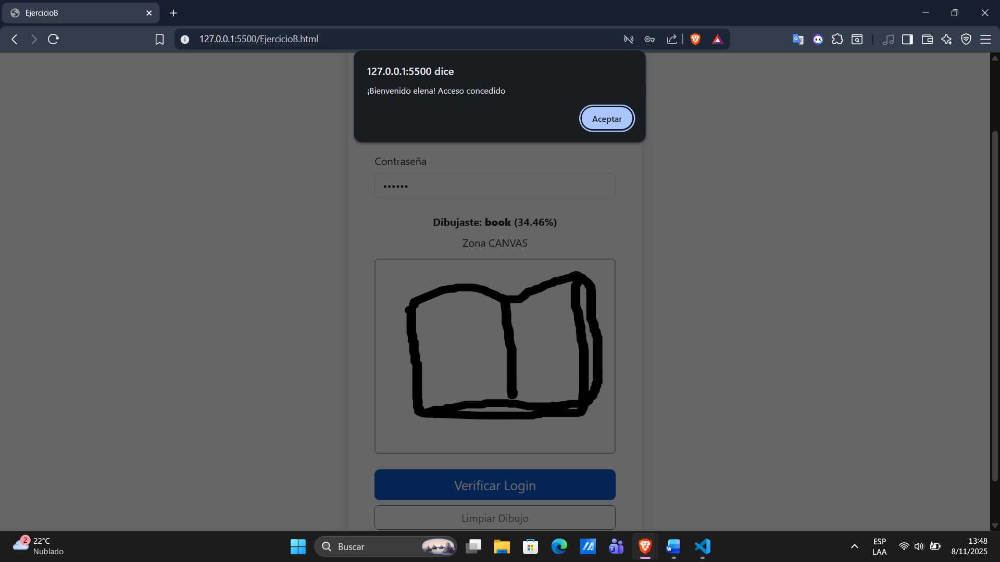 EjercicioB
127.0.0.1:5500/EjercicioB.html
127.0.0.1:5500 dice
¡Bienvenido elena! Acceso concedido
Aceptar
Contraseña
••••••
Dibujaste: book (34.46%)
Zona CANVAS
Verificar Login
Limpiar Dibujo
2
22°C
Nublado
Buscar
ESP
LAA
13:48
8/11/2025